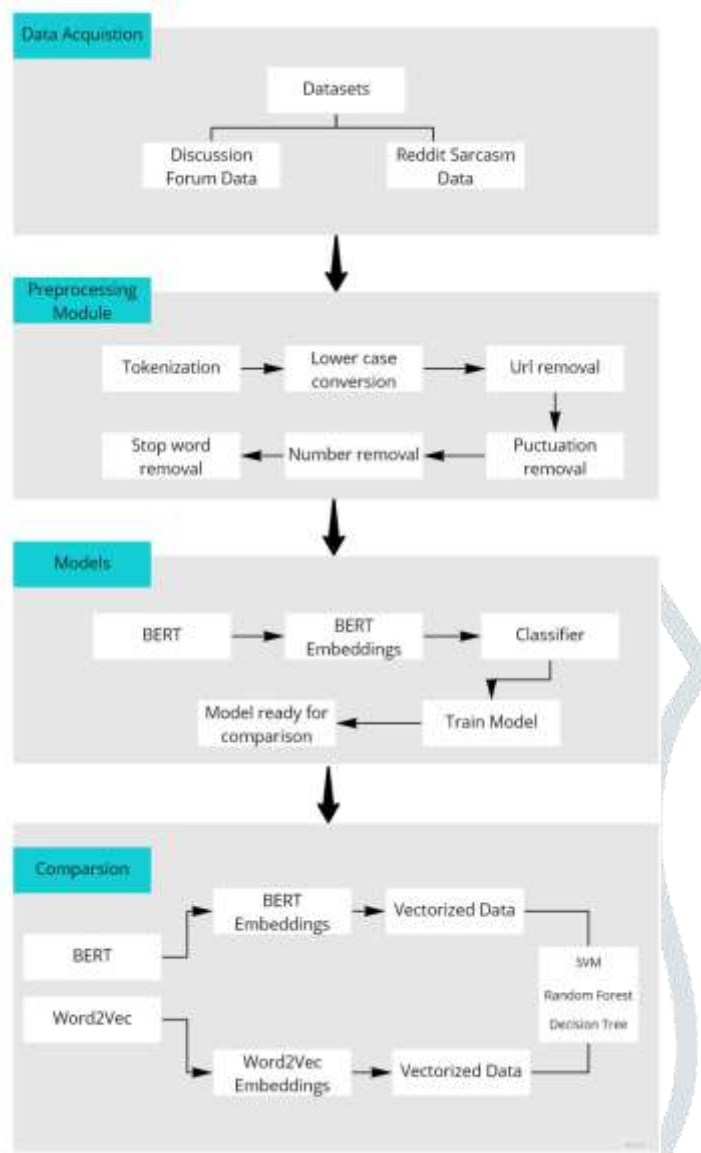 Data Acquistion
Datasets
Discussion
Forum Data
Reddit Sarcasm
Data
Preprocessing
Module
Tokenization
Lower case
conversion
Url removal
Stop word
removal
Number removal
Puctuation
removal
Models
BERT
BERT
Embeddings
Classifier
Model ready for
comparison
Train Model
Comparsion
BERT
Embeddings
Vectorized Data
BERT
SVM
Random Forest
Decision Tree
Word2Vec
Word2Vec
Embeddings
Vectorized Data